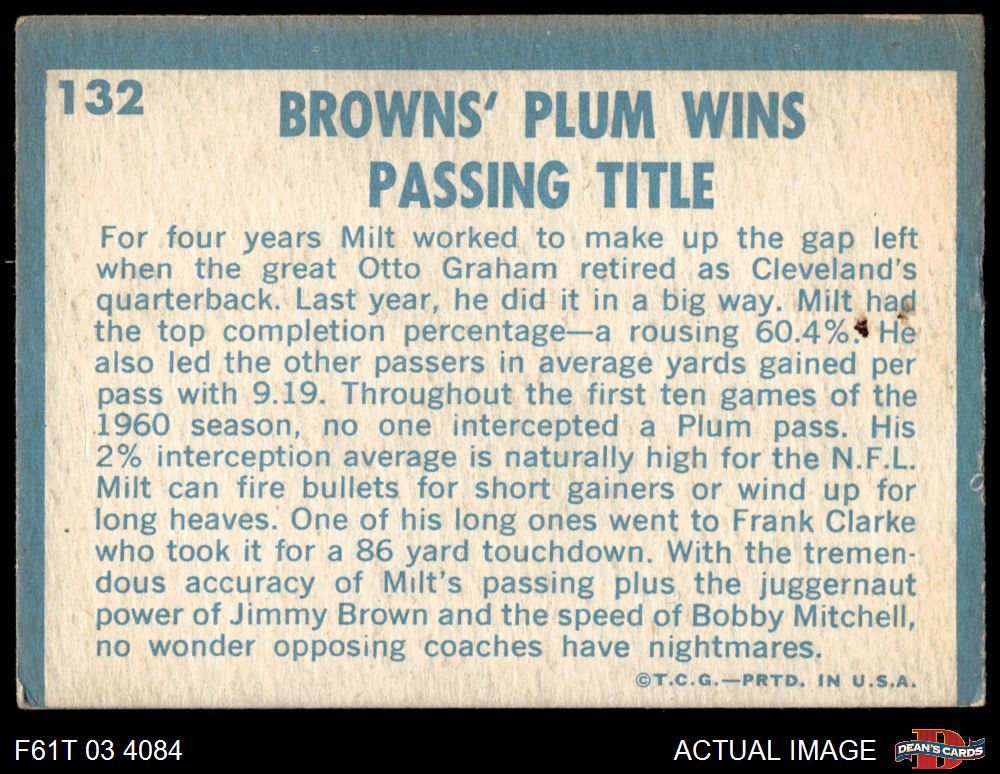 132
BROWNS' PLUM WINS
PASSING TITLE
For four years Milt worked to make up the gap left
when the great Otto Graham retired as Cleveland's
quarterback. Last year, he did it in a big way. Milt had
the top completion percentage—a rousing 60.4%. He
also led the other passers in average yards gained per
pass with 9.19. Throughout the first ten games of the
1960 season, no one intercepted a Plum pass. His
2% interception average is naturally high for the N.F.L.
Milt can fire bullets for short gainers or wind up for
long heaves. One of his long ones went to Frank Clarke
who took it for a 86 yard touchdown. With the tremen-
dous accuracy of Milt's passing plus the juggernaut
power of Jimmy Brown and the speed of Bobby Mitchell,
no wonder opposing coaches have nightmares.
©T.C.G.—PRTD. IN U.S.A.
F61T 03 4084
ACTUAL IMAGE
DEAN'S CARDS